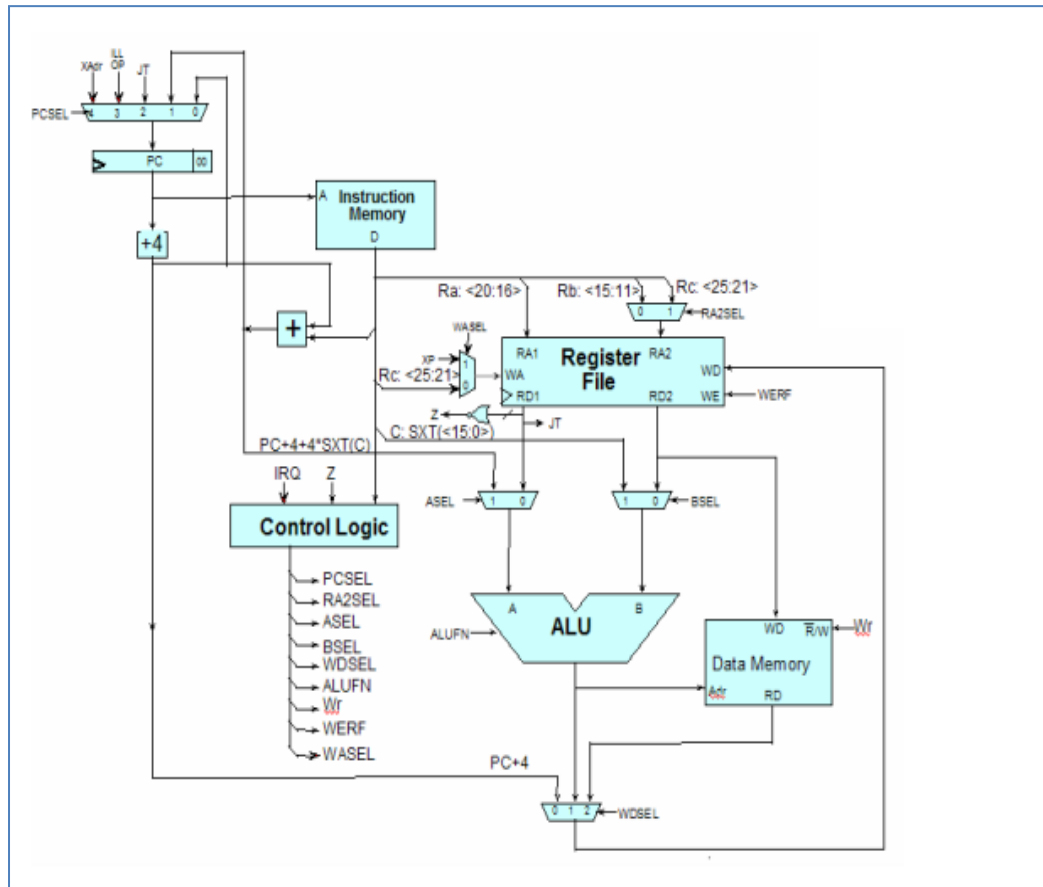 XAdr
ILL
OP
JT
PCSEL
4 3 2 1 0
PC 00
A Instruction
Memory
D
+4
Ra: <20:16>
Rb: <15:11>
Rc: <25:21>
0 1
RA2SEL
+
WASEL
XP
1
0
Rc: <25:21>
RA1
Register
File
RA2
WA
WD
RD1
RD2
WE
WERF
Z
JT
C: SXT(<15:0>)
PC+4+4*SXT(C)
IRQ
Z
ASEL
1 0
1 0
BSEL
Control Logic
PCSEL
RA2SEL
ASEL
BSEL
WDSEL
ALUFN
Wr
WERF
WASEL
A
B
ALU
ALUFN
WD R/W
Wr
Data Memory
Adr
RD
PC+4
0 1 2
WDSEL